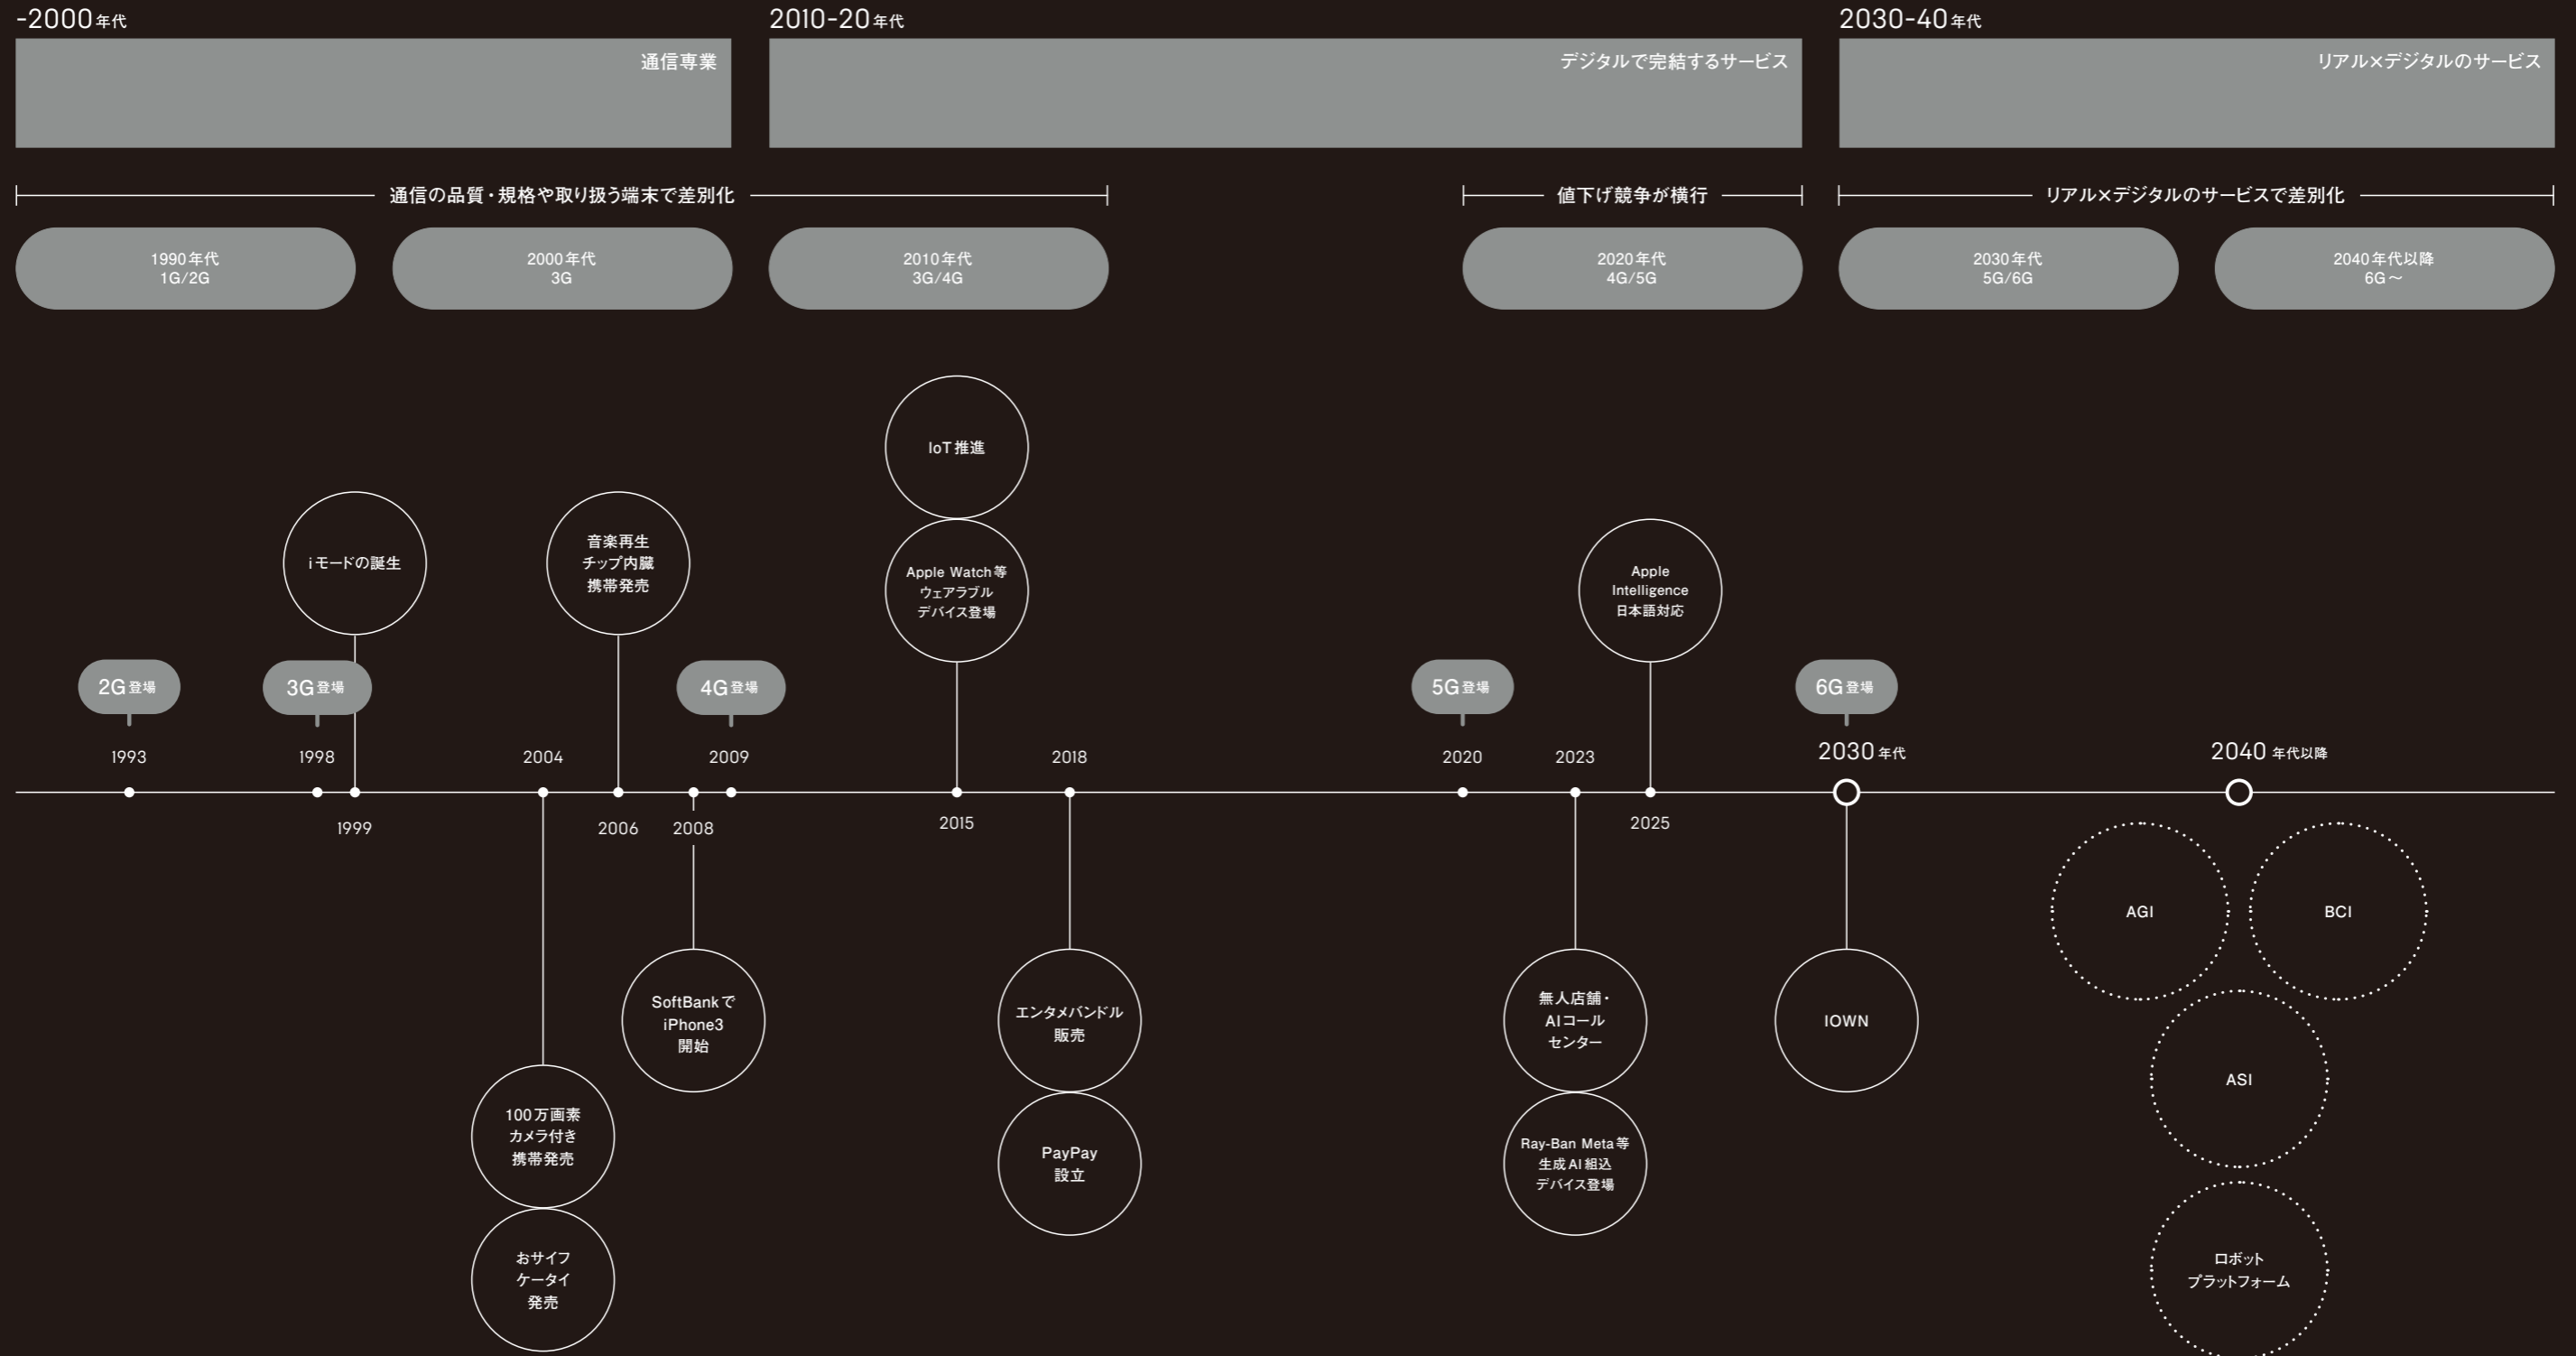 -2000年代
2010-20年代
2030-40年代
通信専業
デジタルで完結するサービス
リアル×デジタルのサービス
通信の品質・規格や取り扱う端末で差別化
値下げ競争が横行
リアル×デジタルのサービスで差別化
1990年代
1G/2G
2000年代
3G
2010年代
3G/4G
2020年代
4G/5G
2030年代
5G/6G
2040年代以降
6G〜
IoT推進
iモードの誕生
音楽再生
チップ内臓
携帯発売
Apple Watch等
ウェアラブル
デバイス登場
Apple
Intelligence
日本語対応
2G登場
3G登場
4G登場
5G登場
6G登場
1993
1998
2004
2009
2018
2020
2023
2030年代
2040年代以降
1999
2006
2008
2015
2025
AGI
BCI
SoftBankで
iPhone3
開始
エンタメバンドル
販売
無人店舗・
AIコール
センター
IOWN
ASI
100万画素
カメラ付き
携帯発売
PayPay
設立
Ray-Ban Meta等
生成AI組込
デバイス登場
おサイフ
ケータイ
発売
ロボット
プラットフォーム